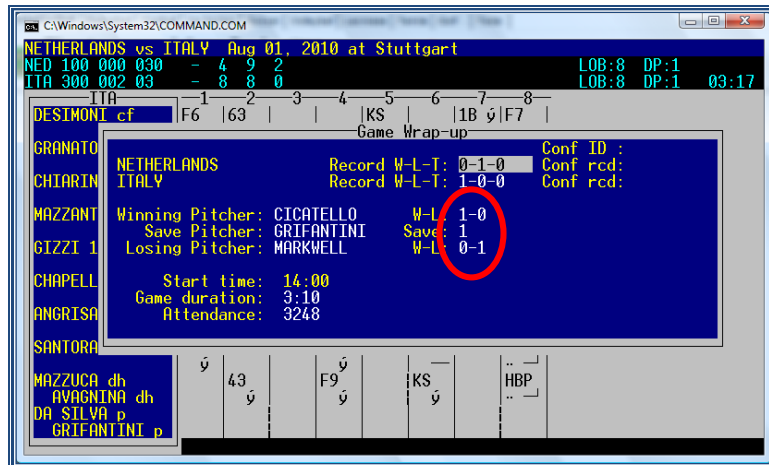 C:\Windows\System32\COMMAND.COM
NETHERLANDS vs ITALY Aug 01, 2010 at Stuttgart
NED 100 000 030 - 4 9 2 LOB:8 DP:1
ITA 300 002 03 - 8 8 0 LOB:8 DP:1 03:17
ITA 1 2 3 4 5 6 7 8
DESIMONI cf F6 |63 | | |KS | |1B ý|F7 |
Game Wrap-up
GRANATO Conf ID :
NETHERLANDS Record W-L-T: 0-1-0 Conf rcd:
CHIARIN ITALY Record W-L-T: 1-0-0 Conf rcd:
MAZZANT Winning Pitcher: CICATELLO W-L: 1-0
Save Pitcher: GRIFANTINI Save: 1
GIZZI 1 Losing Pitcher: MARKWELL W-L: 0-1
CHAPELL Start time: 14:00
Game duration: 3:10
ANGRISA Attendance: 3248
SANTORA
ý ý
MAZZUCA dh 43 F9 KS HBP
AVAGNINA dh ý ý ý
DA SILVA p
GRIFANTINI p